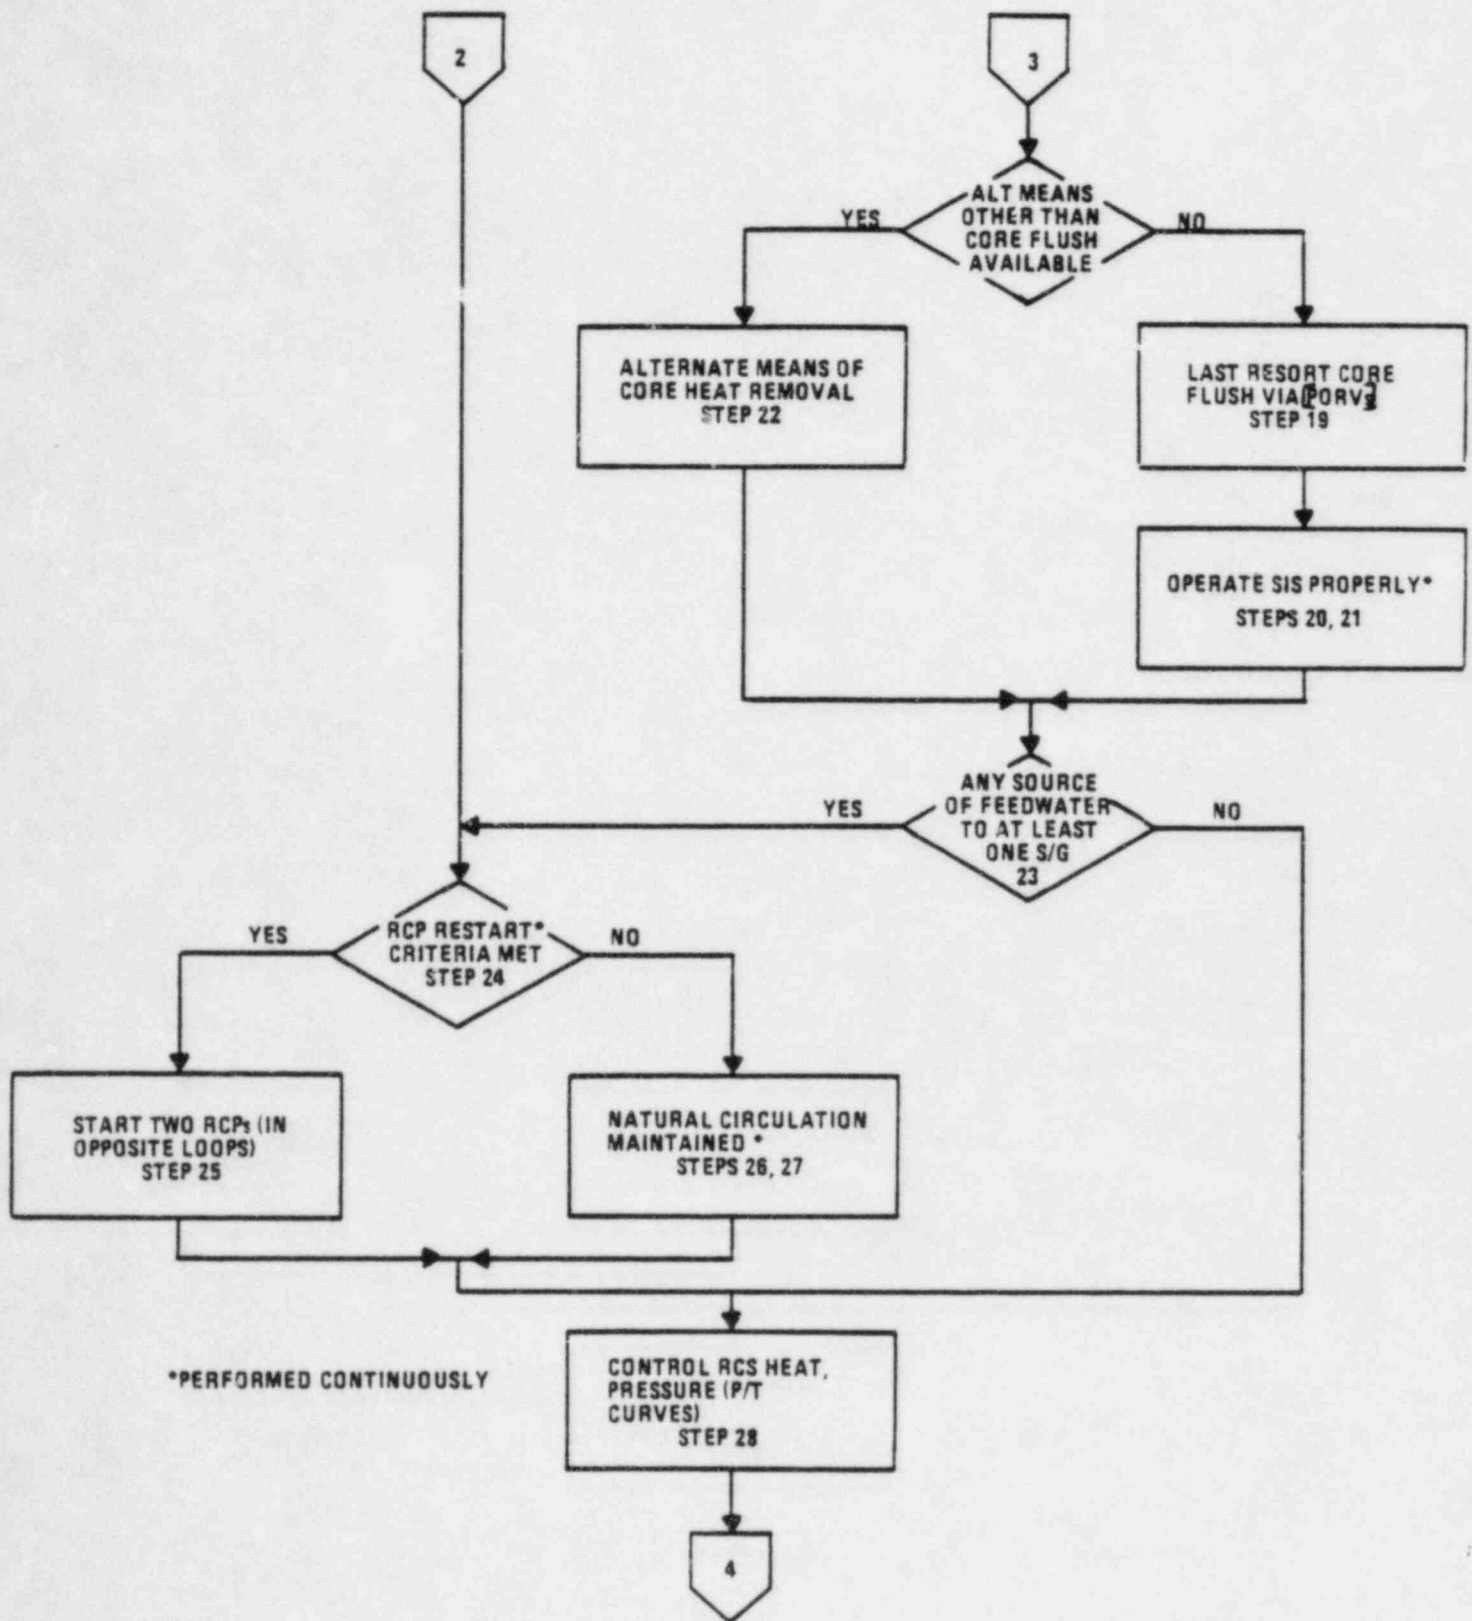 2
3
ALT MEANS
OTHER THAN
CORE FLUSH
AVAILABLE
YES
NO
ALTERNATE MEANS OF
CORE HEAT REMOVAL
STEP 22
LAST RESORT CORE
FLUSH VIA [PORVs]
STEP 19
OPERATE SIS PROPERLY*
STEPS 20, 21
ANY SOURCE
OF FEEDWATER
TO AT LEAST
ONE S/G
23
YES
NO
RCP RESTART*
CRITERIA MET
STEP 24
YES
NO
START TWO RCPs (IN
OPPOSITE LOOPS)
STEP 25
NATURAL CIRCULATION
MAINTAINED *
STEPS 26, 27
*PERFORMED CONTINUOUSLY
CONTROL RCS HEAT,
PRESSURE (P/T
CURVES)
STEP 28
4